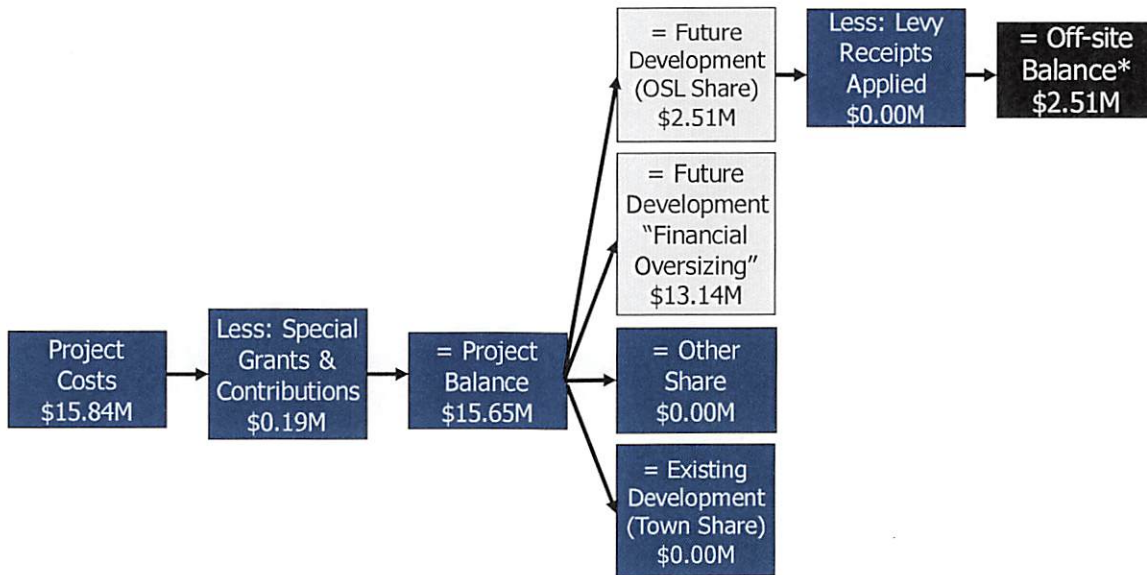 Project
Costs
$15.84M
Less: Special
Grants &
Contributions
$0.19M
= Project
Balance
$15.65M
= Future
Development
(OSL Share)
$2.51M
Less: Levy
Receipts
Applied
$0.00M
= Off-site
Balance*
$2.51M
= Future
Development
“Financial
Oversizing”
$13.14M
= Other
Share
$0.00M
= Existing
Development
(Town Share)
$0.00M